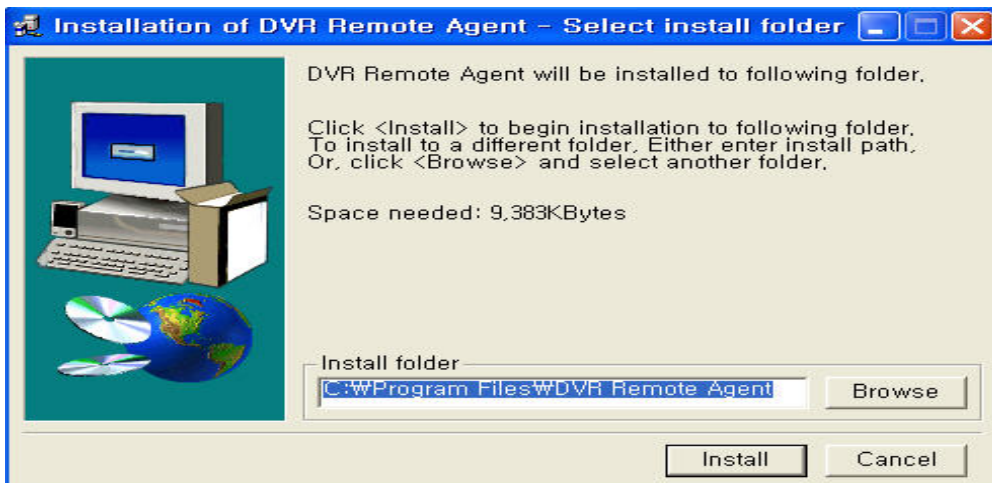 Installation of DVR Remote Agent - Select install folder
DVR Remote Agent will be installed to following folder.
Click <Install> to begin installation to following folder.
To install to a different folder, Either enter install path,
Or, click <Browse> and select another folder.
Space needed: 9,383KBytes
Install folder
C:₩Program Files₩DVR Remote Agent
Browse
Install
Cancel